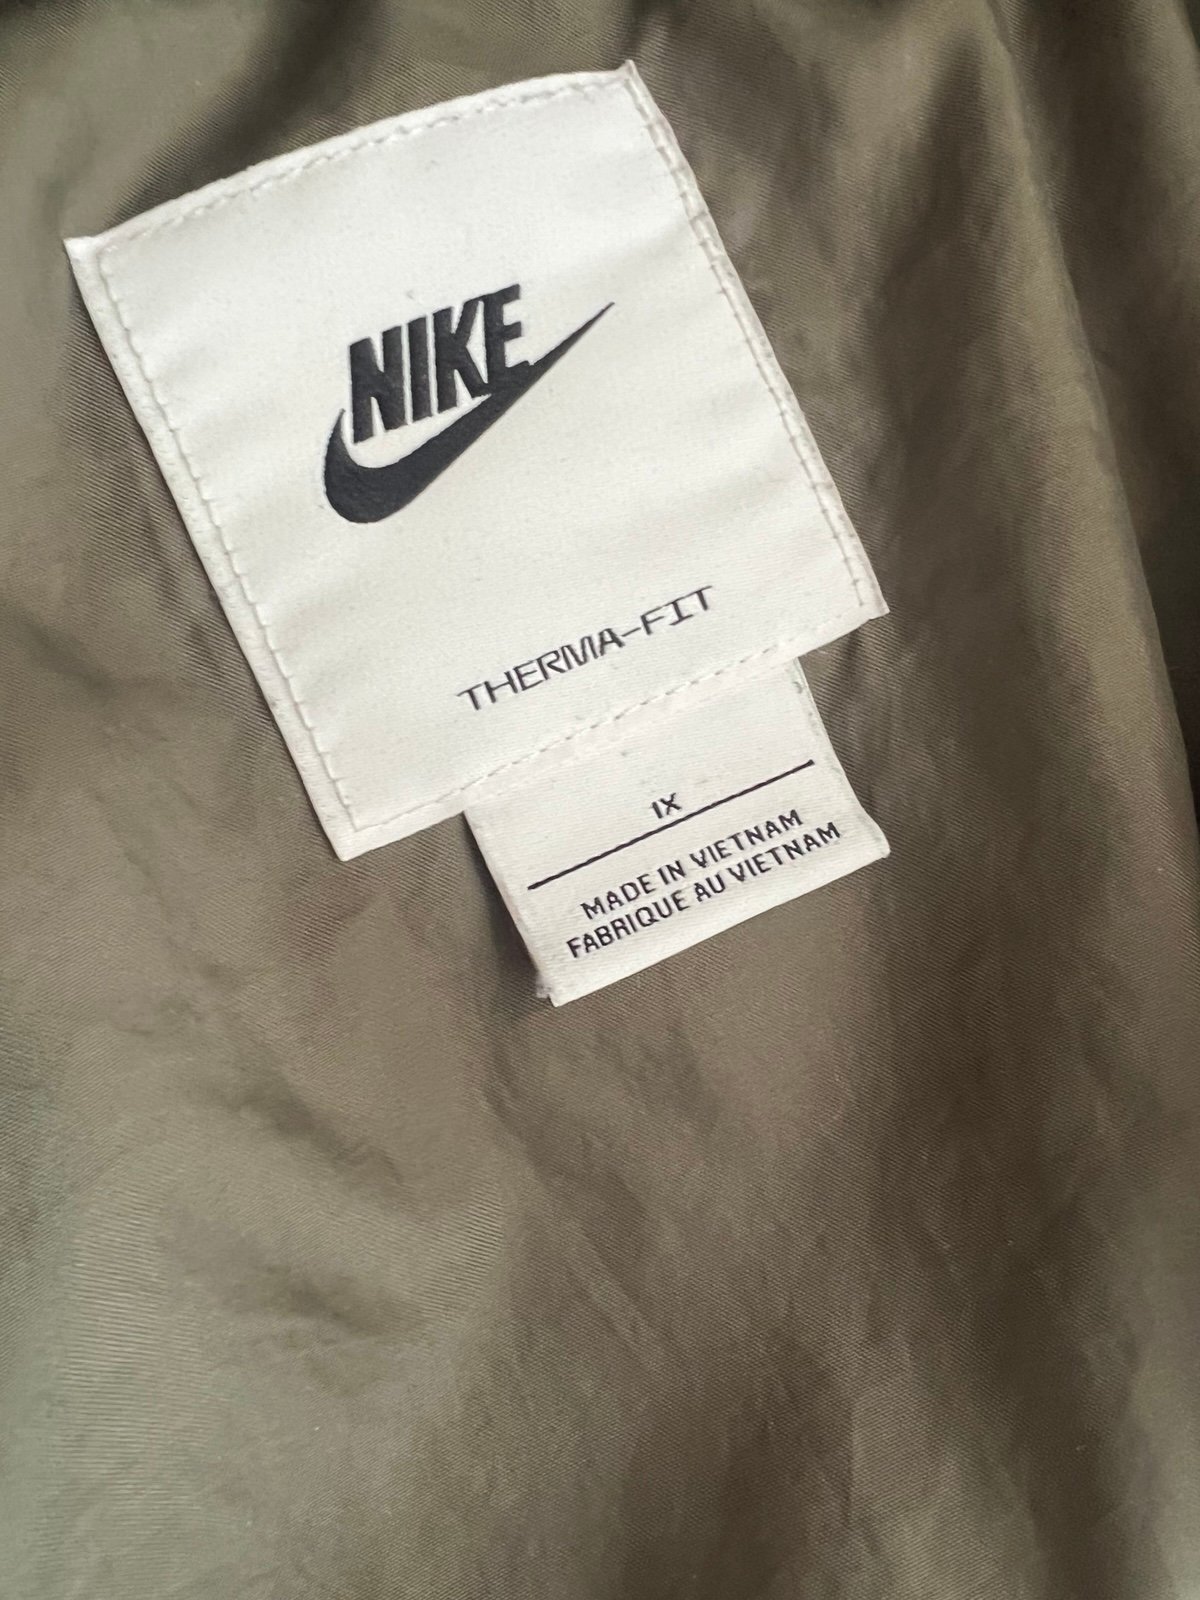 NIKE
THERMA-FIT
1X
MADE IN VIETNAM
FABRIQUE AU VIETNAM